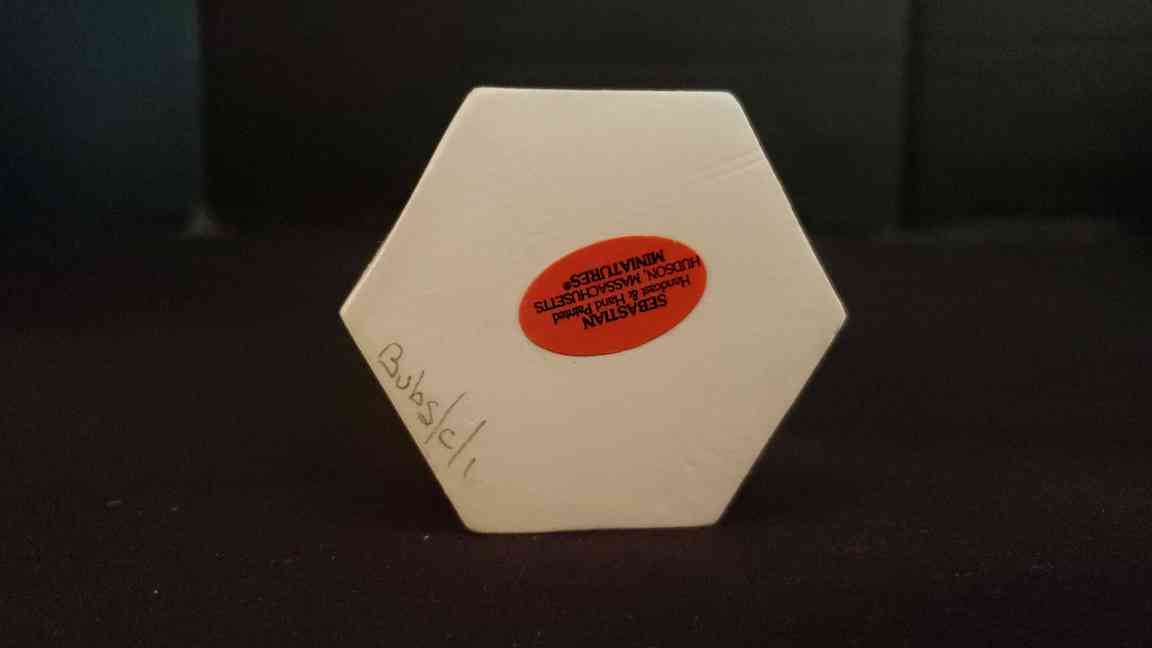 SEBASTIAN
Handcast & Hand Painted
HUDSON, MASSACHUSETTS
MINIATURES®
Bubs/c/1